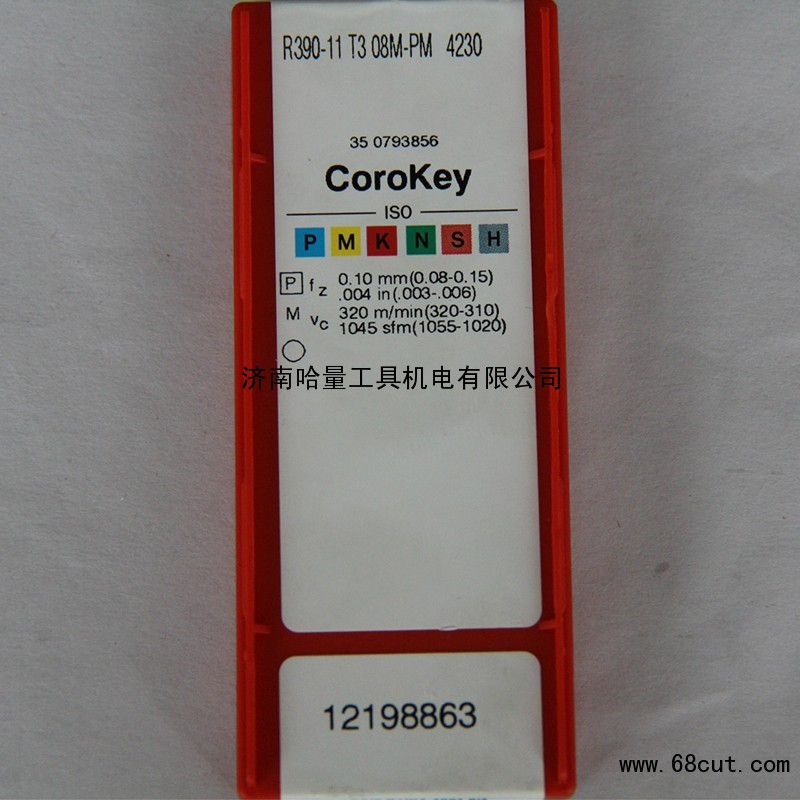 R390-11 T3 08M-PM 4230
35 0793856
CoroKey
ISO
P M K N S H
P fz 0.10 mm(0.08-0.15)
.004 in(.003-.006)
M vc 320 m/min(320-310)
1045 sfm(1055-1020)
济南哈量工具机电有限公司
12198863
www.68cut.com